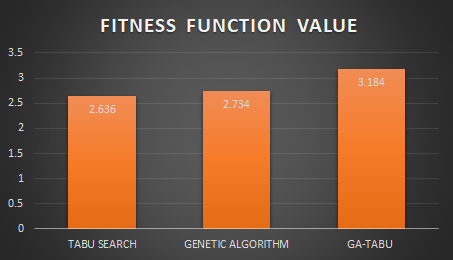 FITNESS FUNCTION VALUE
3.5
3
2.5
2
1.5
1
0.5
0
2.636
2.734
3.184
TABU SEARCH
GENETIC ALGORITHM
GA-TABU